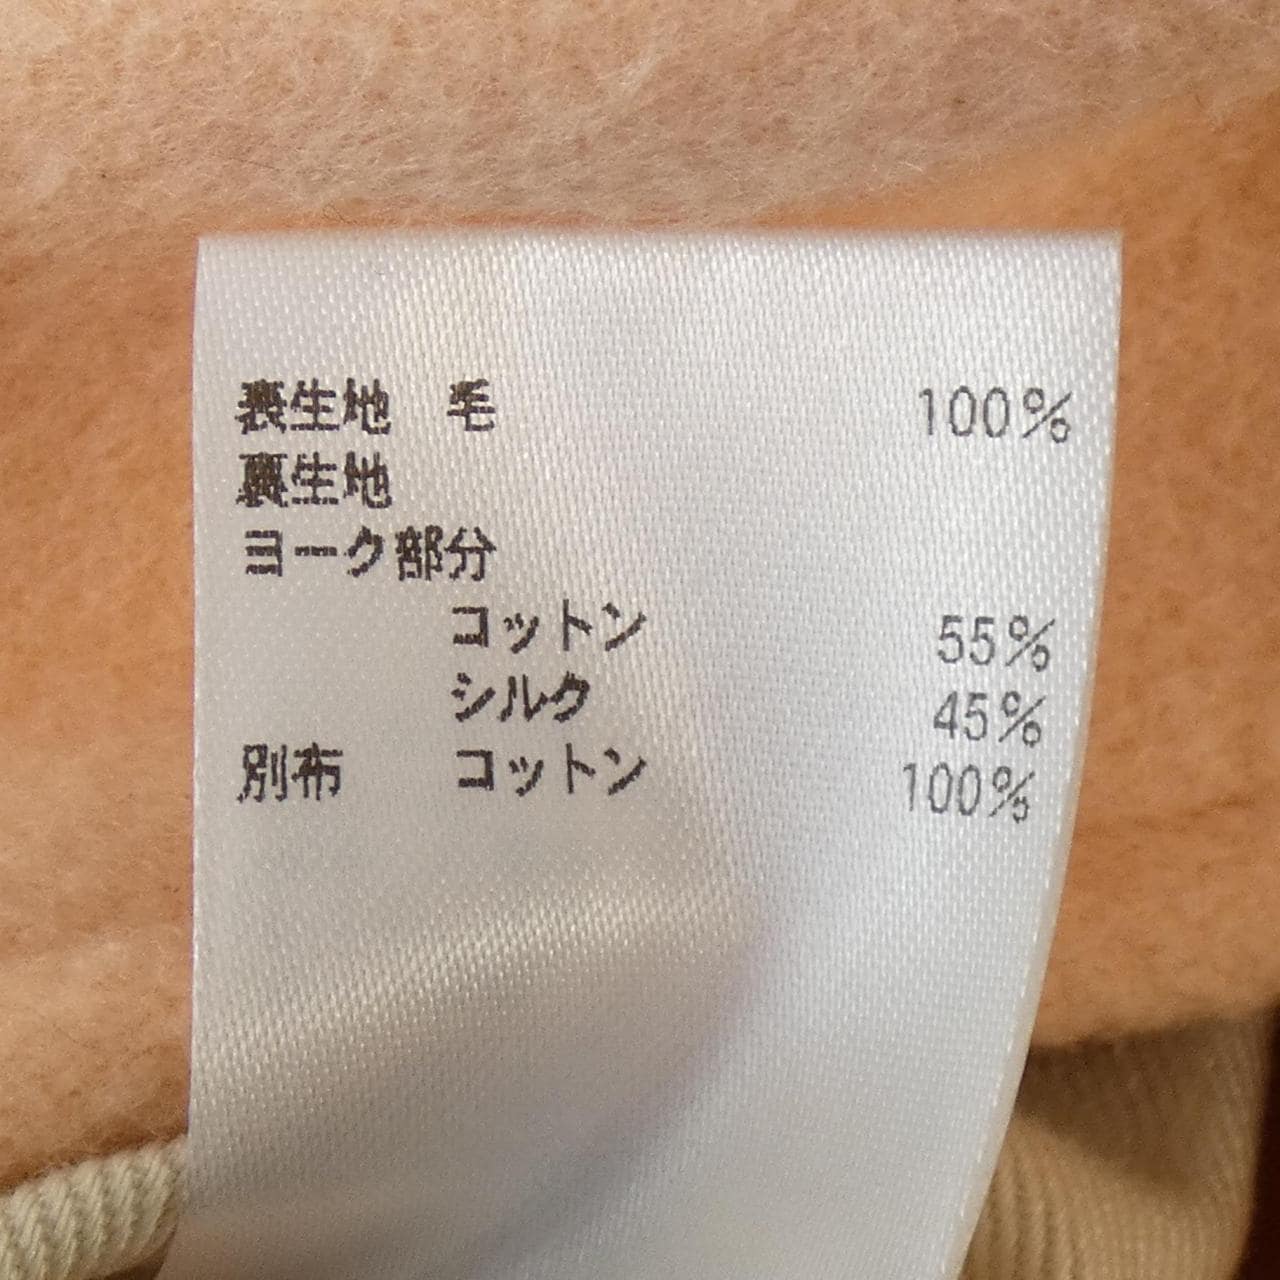 表生地 毛 100%
裏生地
ヨーク部分
コットン 55%
シルク 45%
別布 コットン 100%